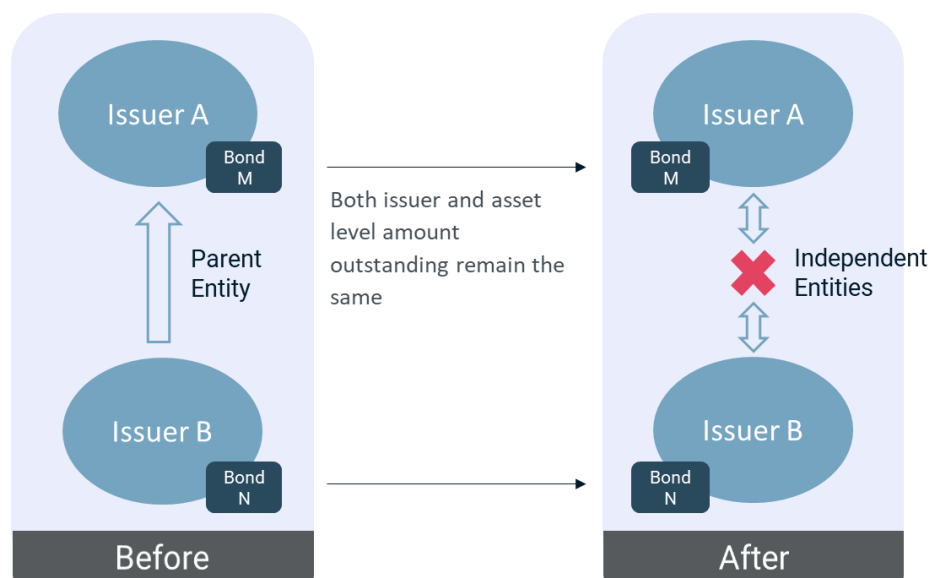 Issuer A
Bond
M
Parent
Entity
Issuer B
Bond
N
Before
Both issuer and asset
level amount
outstanding remain the
same
Issuer A
Bond
M
Independent
Entities
Issuer B
Bond
N
After